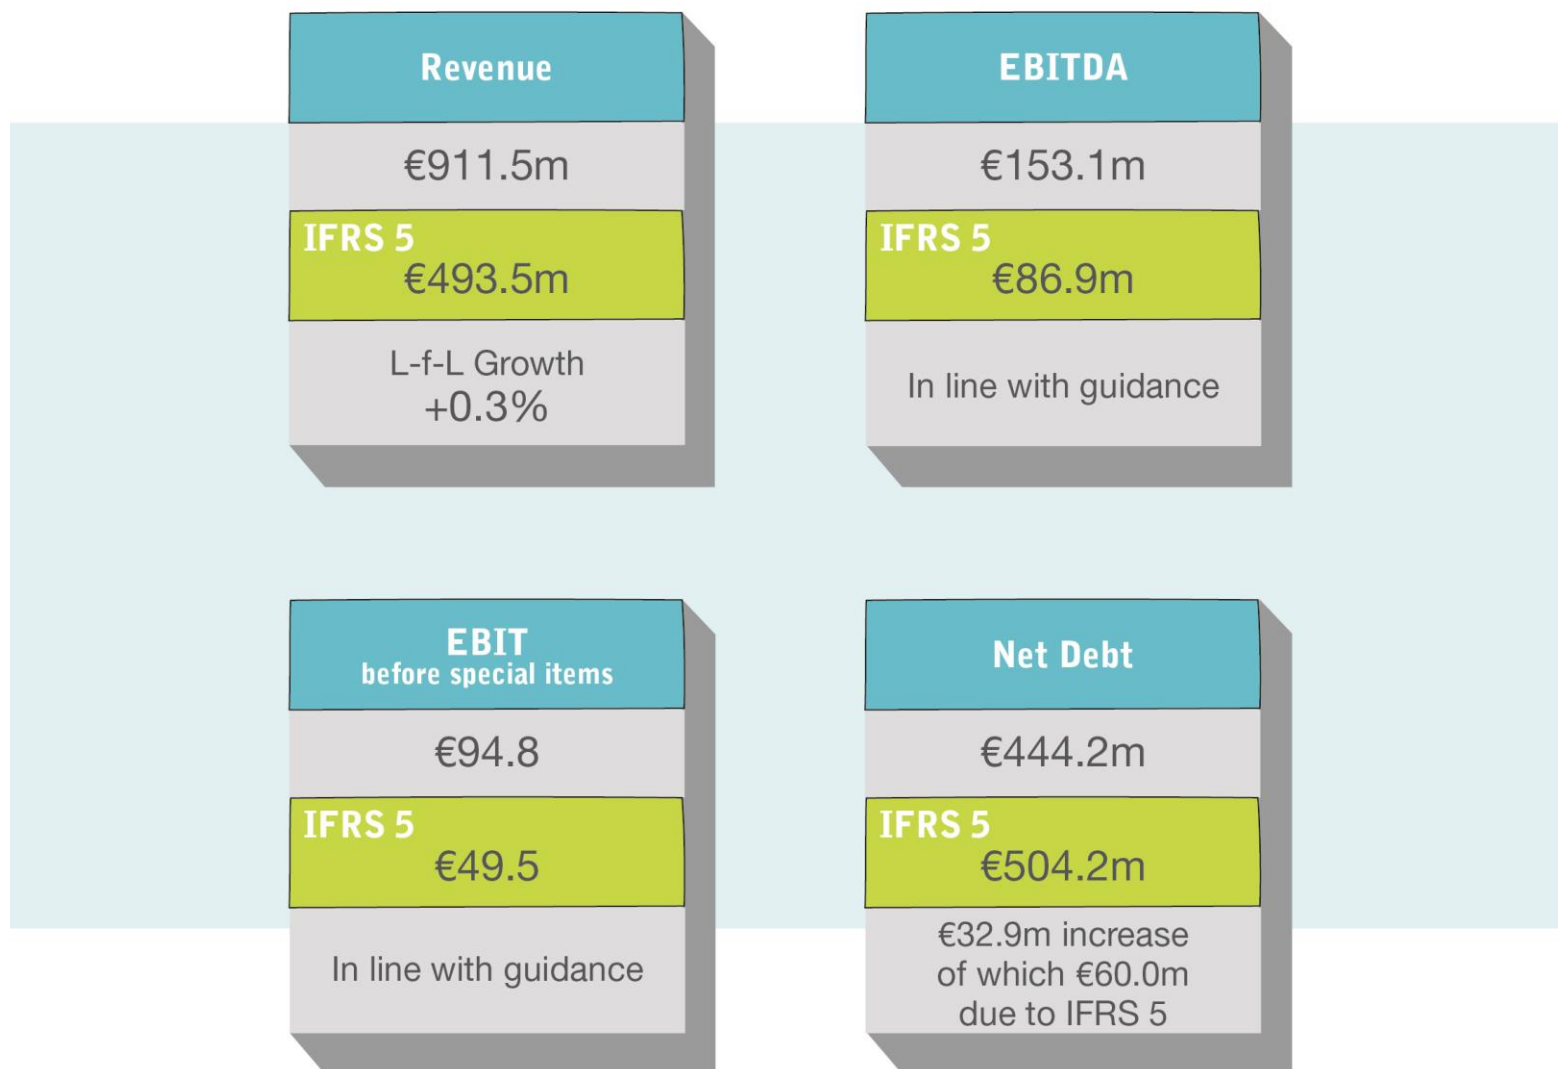 Revenue
€911.5m
IFRS 5
€493.5m
L-f-L Growth
+0.3%
EBITDA
€153.1m
IFRS 5
€86.9m
In line with guidance
EBIT
before special items
€94.8
IFRS 5
€49.5
In line with guidance
Net Debt
€444.2m
IFRS 5
€504.2m
€32.9m increase
of which €60.0m
due to IFRS 5